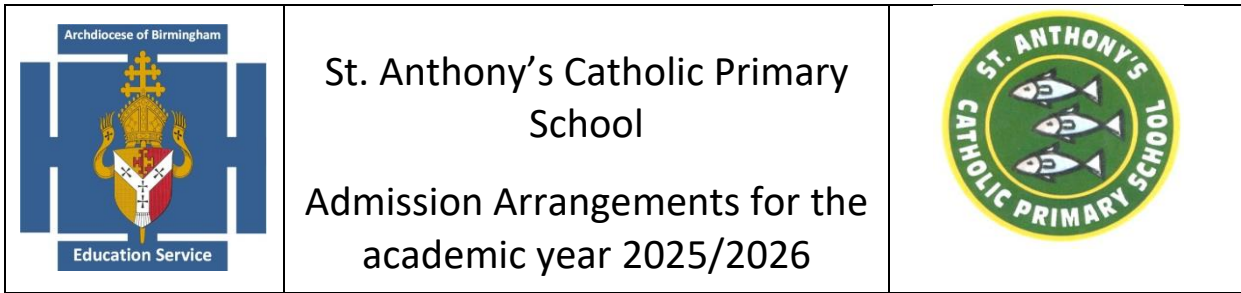 Archdiocese of Birmingham
Education Service
St. Anthony’s Catholic Primary
School
Admission Arrangements for the
academic year 2025/2026
ST. ANTHONY'S
CATHOLIC PRIMARY SCHOOL